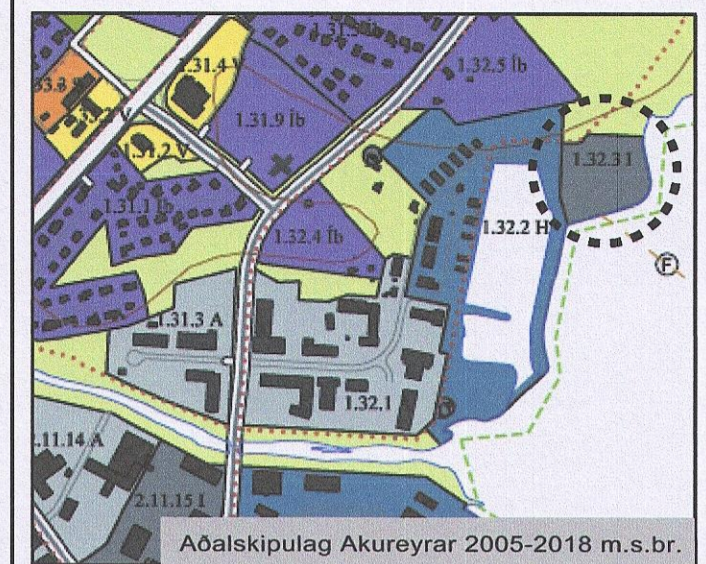 1.31.4 V
1.32.5 Íb
1.31.9 Íb
1.31.2 V
1.32.3 I
1.31.1 Íb
1.32.4 Íb
1.32.2 H
F
1.31.3 A
1.32.1
2.11.14 A
2.11.15 I
Aðalskipulag Akureyrar 2005-2018 m.s.br.